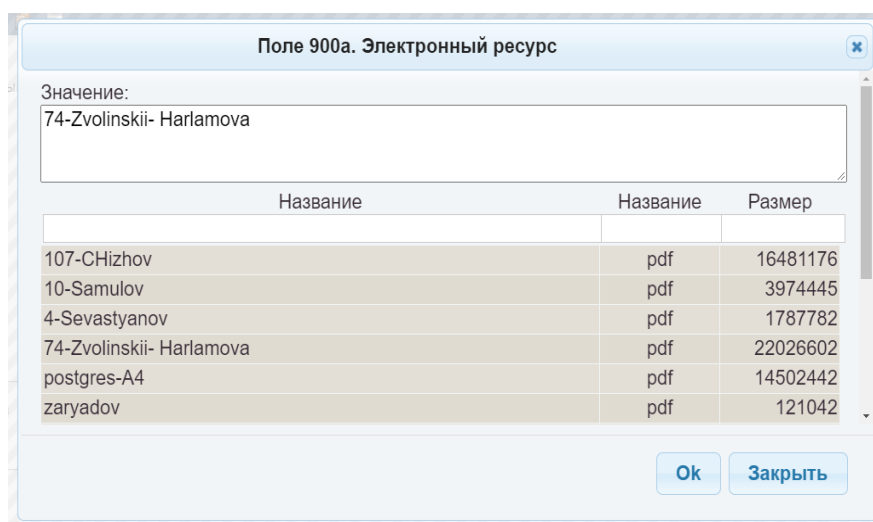 Поле 900a. Электронный ресурс
Значение:
74-Zvolinskii- Harlamova
Название Название Размер
107-CHizhov pdf 16481176
10-Samulov pdf 3974445
4-Sevastyanov pdf 1787782
74-Zvolinskii- Harlamova pdf 22026602
postgres-A4 pdf 14502442
zaryadov pdf 121042
Ok Закрыть